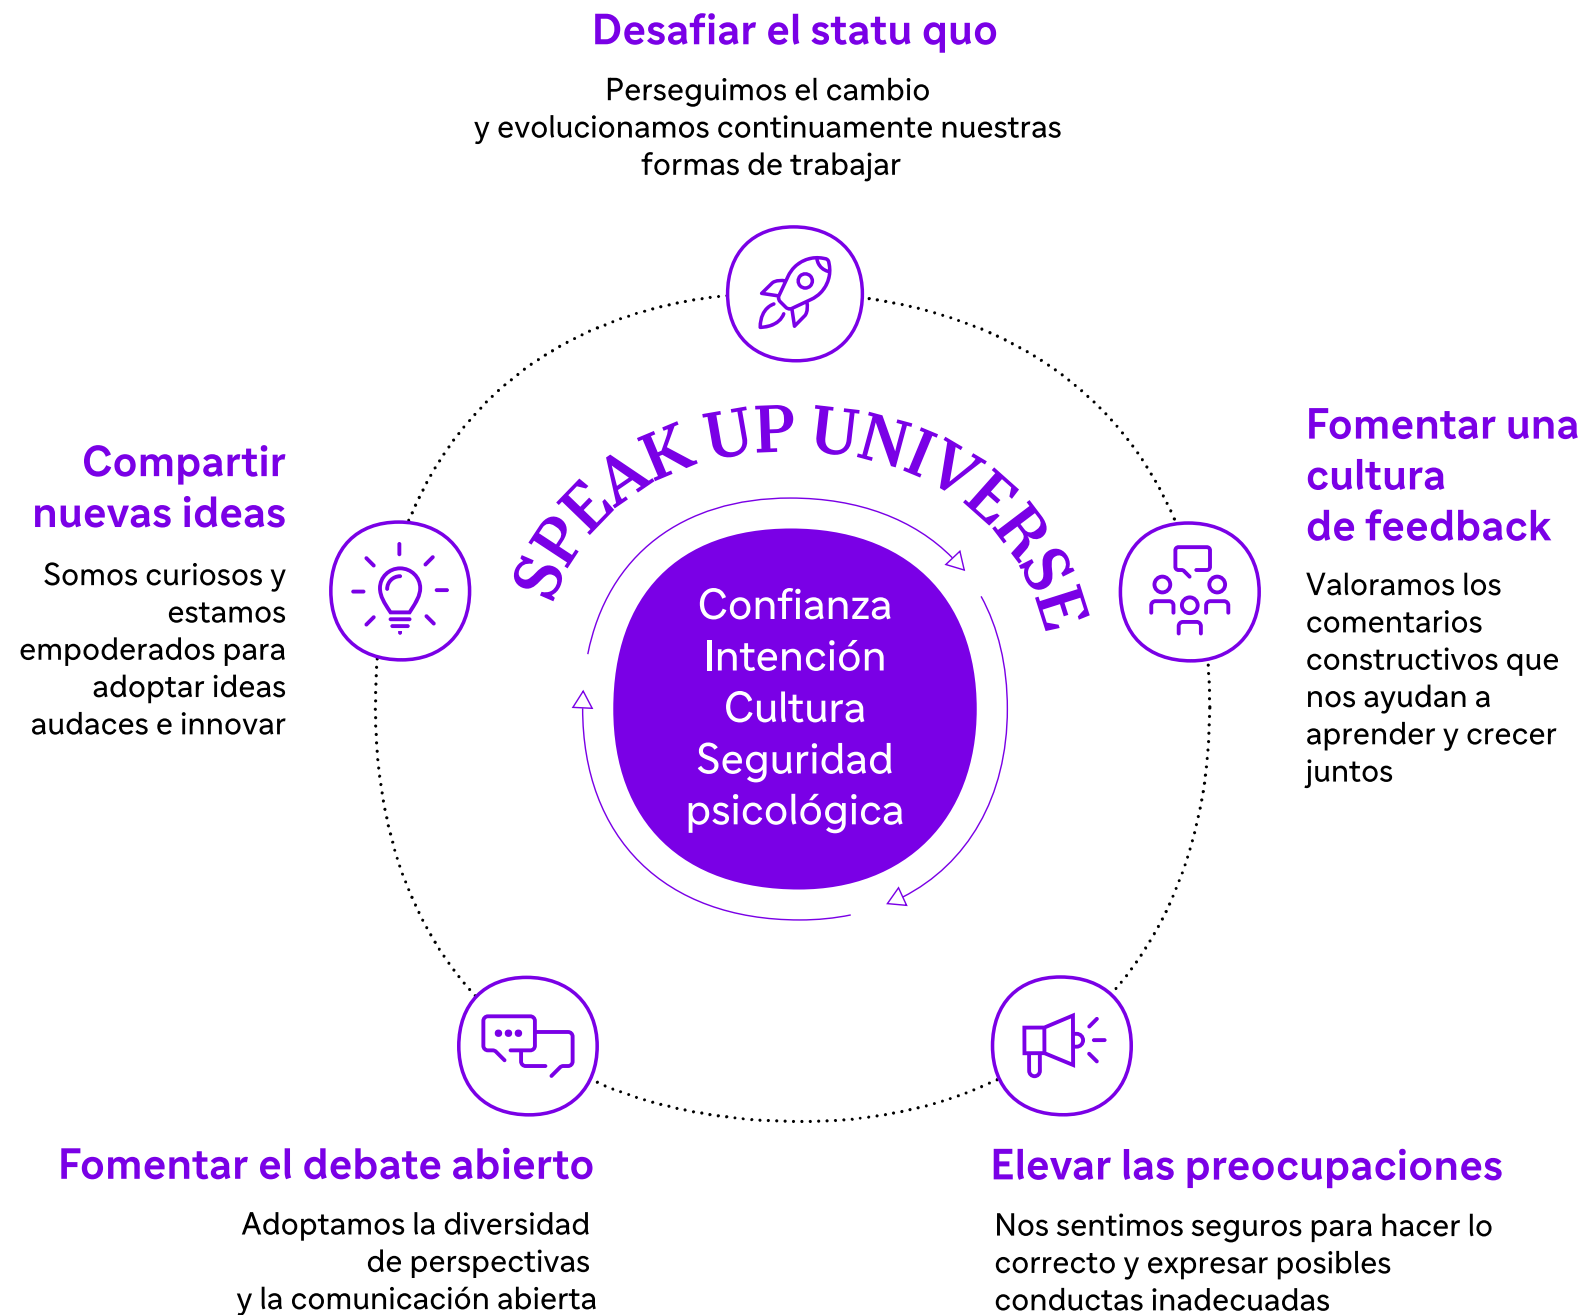 Desafiar el statu quo
Perseguimos el cambio
y evolucionamos continuamente nuestras
formas de trabajar
SPEAK UP UNIVERSE
Confianza
Intención
Cultura
Seguridad
psicológica
Compartir
nuevas ideas
Somos curiosos y
estamos
empoderados para
adoptar ideas
audaces e innovar
Fomentar una
cultura
de feedback
Valoramos los
comentarios
constructivos que
nos ayudan a
aprender y crecer
juntos
Fomentar el debate abierto
Adoptamos la diversidad
de perspectivas
y la comunicación abierta
Elevar las preocupaciones
Nos sentimos seguros para hacer lo
correcto y expresar posibles
conductas inadecuadas